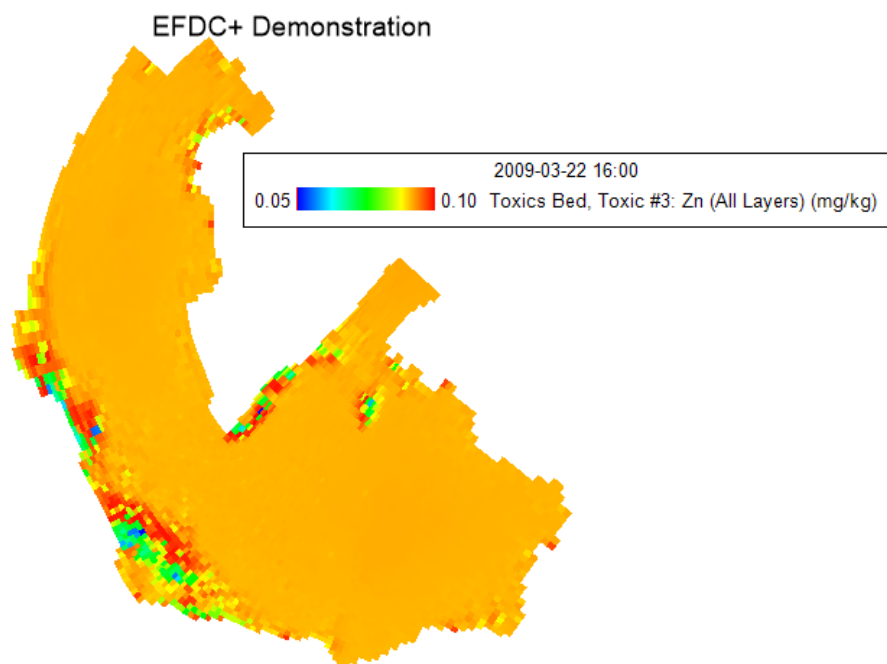 EFDC+ Demonstration
2009-03-22 16:00
0.05 0.10 Toxics Bed, Toxic #3: Zn (All Layers) (mg/kg)